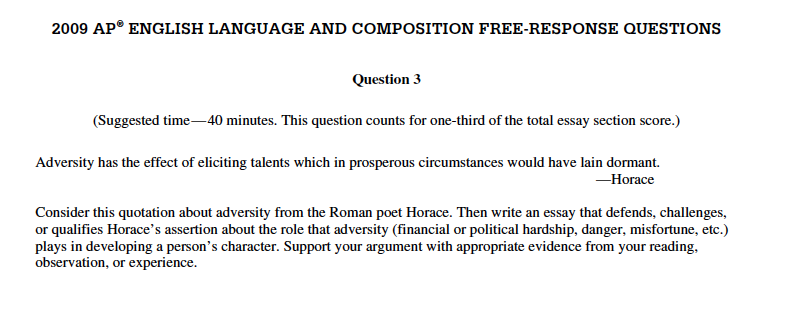 2009 AP® ENGLISH LANGUAGE AND COMPOSITION FREE-RESPONSE QUESTIONS
Question 3
(Suggested time—40 minutes. This question counts for one-third of the total essay section score.)
Adversity has the effect of eliciting talents which in prosperous circumstances would have lain dormant.
—Horace
Consider this quotation about adversity from the Roman poet Horace. Then write an essay that defends, challenges,
or qualifies Horace’s assertion about the role that adversity (financial or political hardship, danger, misfortune, etc.)
plays in developing a person’s character. Support your argument with appropriate evidence from your reading,
observation, or experience.